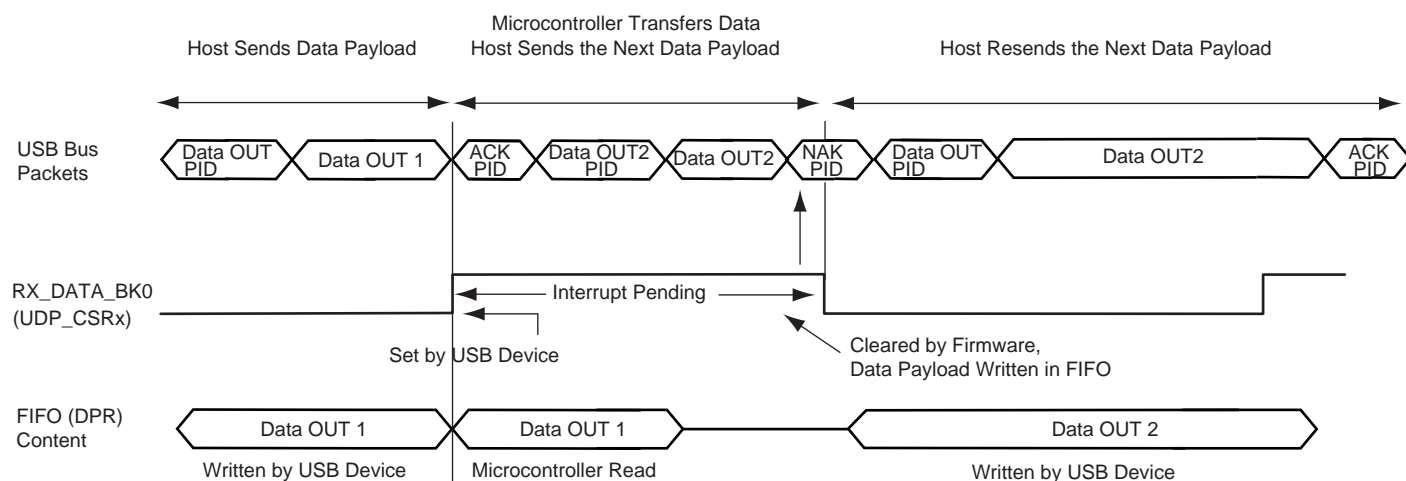 Microcontroller Transfers Data
Host Sends Data Payload
Host Sends the Next Data Payload
Host Resends the Next Data Payload
USB Bus
Packets
Data OUT
PID
Data OUT 1
ACK
PID
Data OUT2
PID
Data OUT2
NAK
PID
Data OUT
PID
Data OUT2
ACK
PID
RX_DATA_BK0
(UDP_CSRx)
Interrupt Pending
Set by USB Device
Cleared by Firmware,
Data Payload Written in FIFO
FIFO (DPR)
Content
Data OUT 1
Data OUT 1
Data OUT 2
Written by USB Device
Microcontroller Read
Written by USB Device